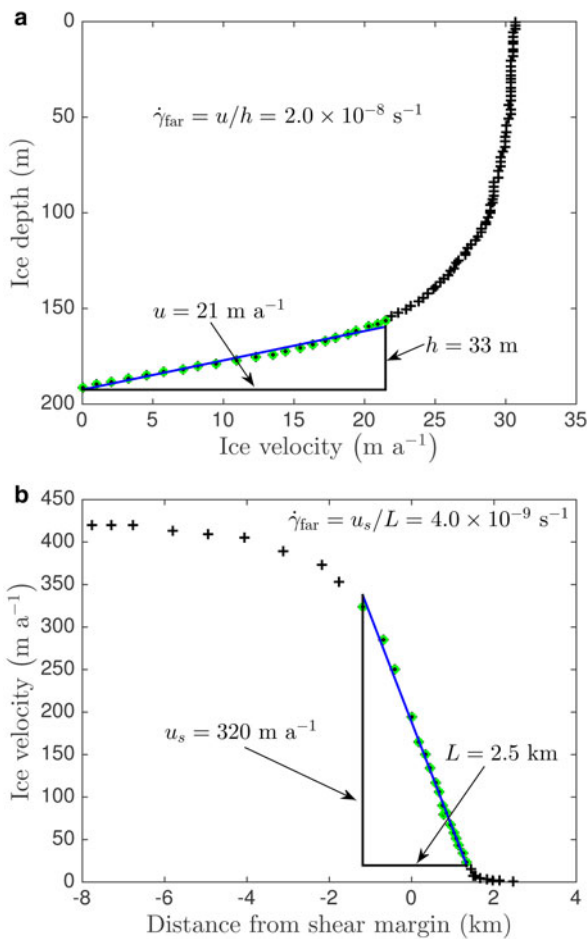 a
0
50
100
150
200
Ice depth (m)
γ̇far = u/h = 2.0 × 10⁻⁸ s⁻¹
u = 21 m a⁻¹
h = 33 m
0 5 10 15 20 25 30 35
Ice velocity (m a⁻¹)
b
450
400
350
300
250
200
150
100
50
0
Ice velocity (m a⁻¹)
γ̇far = us/L = 4.0 × 10⁻⁹ s⁻¹
us = 320 m a⁻¹
L = 2.5 km
-8 -6 -4 -2 0 2 4
Distance from shear margin (km)